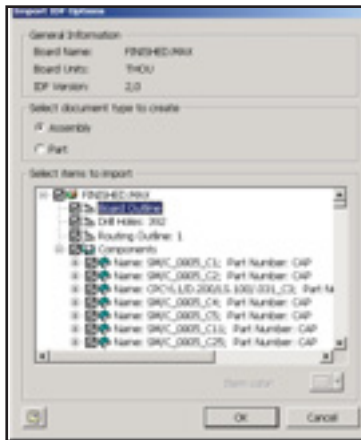 Import IDF Options
General Information
Board Name: FINISHED.MAX
Board Units: THOU
IDF Version: 2.0
Select document type to create
Assembly
Part
Select items to import
FINISHED.MAX
Board Outline
Drill Holes: 392
Routing Outline: 1
Components
Name: SM/C_0805_C1; Part Number: CAP
Name: SM/C_0805_C2; Part Number: CAP
Name: Part N
Name: SM/C_0805_C4; Part Number: CAP
Name: SM/C_0805_C5; Part Number: CAP
Name: SM/C_0805_C11; Part Number: CAP
Name: SM/C_0805_C25; Part Number: CAP
OK Cancel